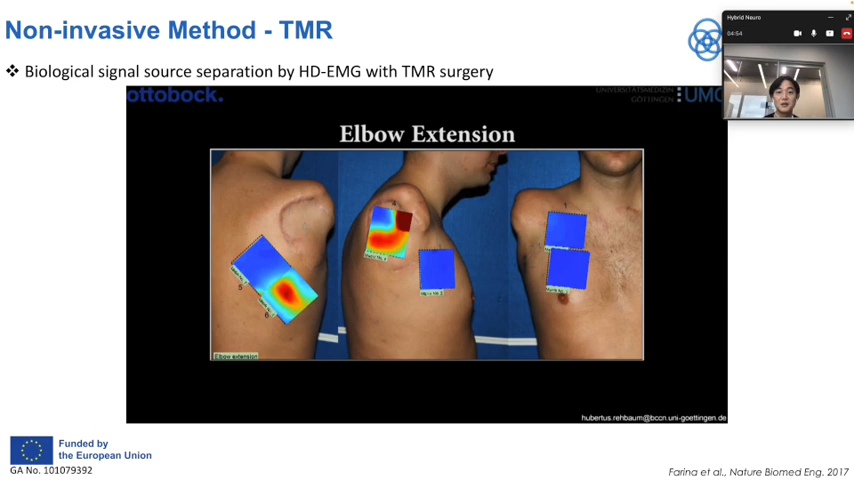 Non-invasive Method - TMR
Hybrid Neuro
04:54
❖ Biological signal source separation by HD-EMG with TMR surgery
ottobock.
UNIVERSITÄTSMEDIZIN
GÖTTINGEN
UMG
Elbow Extension
5
6
Elbow extension
hubertus.rehbaum@bccn.uni-goettingen.de
Funded by
the European Union
GA No. 101079392
Farina et al., Nature Biomed Eng. 2017